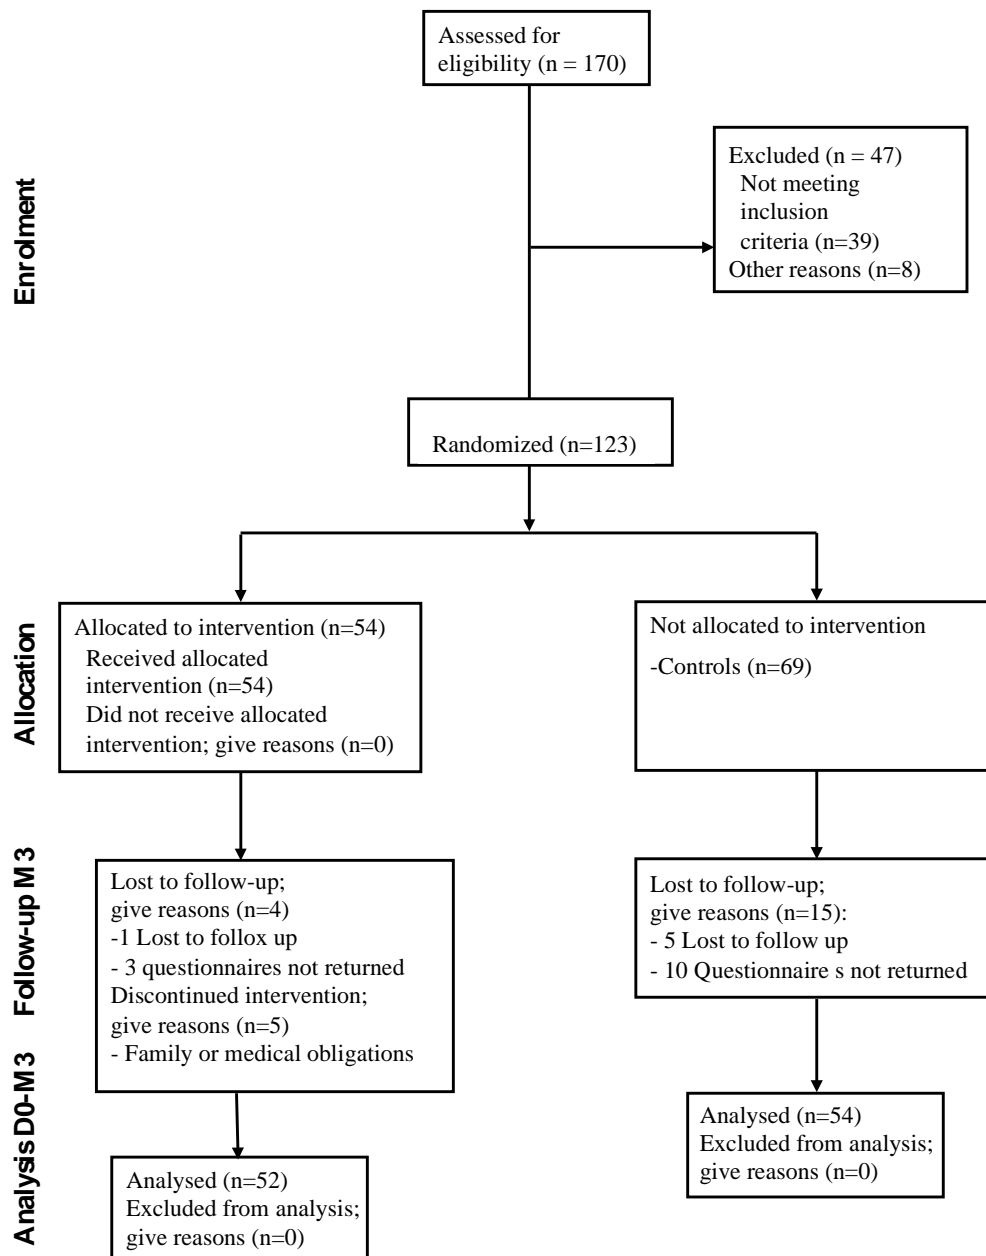 Assessed for
eligibility (n = 170)
Enrolment
Excluded (n = 47)
Not meeting
inclusion
criteria (n=39)
Other reasons (n=8)
Randomized (n=123)
Allocation
Allocated to intervention (n=54)
Received allocated
intervention (n=54)
Did not receive allocated
intervention; give reasons (n=0)
Not allocated to intervention
-Controls (n=69)
Follow-up M3
Lost to follow-up;
give reasons (n=4)
-1 Lost to follox up
- 3 questionnaires not returned
Discontinued intervention;
give reasons (n=5)
- Family or medical obligations
Lost to follow-up;
give reasons (n=15):
- 5 Lost to follow up
- 10 Questionnaire s not returned
Analysis D0-M3
Analysed (n=52)
Excluded from analysis;
give reasons (n=0)
Analysed (n=54)
Excluded from analysis;
give reasons (n=0)